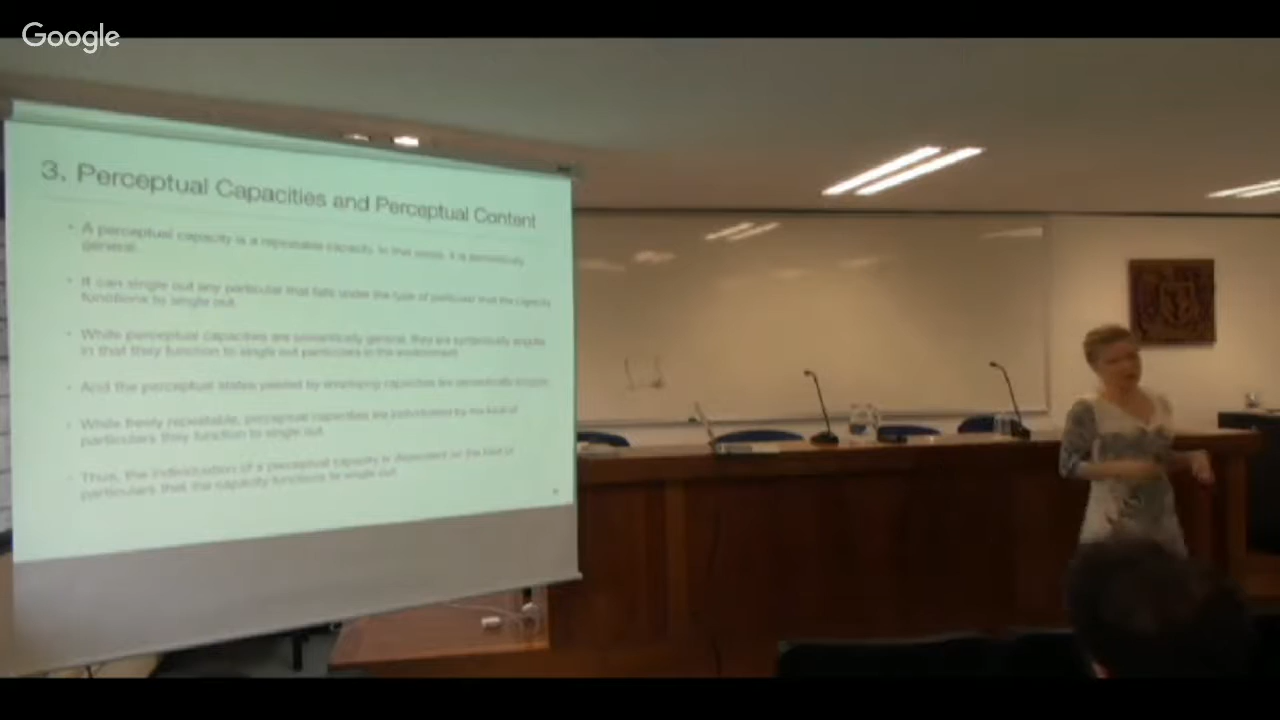 Google
3. Perceptual Capacities and Perceptual Content
A perceptual capacity is a repeatable capacity. In this sense, it is
general.
It can single out any particular that falls under the type of particular that the capacity
functions to single out.
While perceptual capacities are semantically general, they are
in that they function to single out particulars in the environment.
And the perceptual states yielded by employing capacities are
While freely repeatable, perceptual capacities are individuated by the kind of
particulars they function to single out.
Thus, the individuation of a perceptual capacity is dependent on the kind of
particulars that the capacity functions to single out.